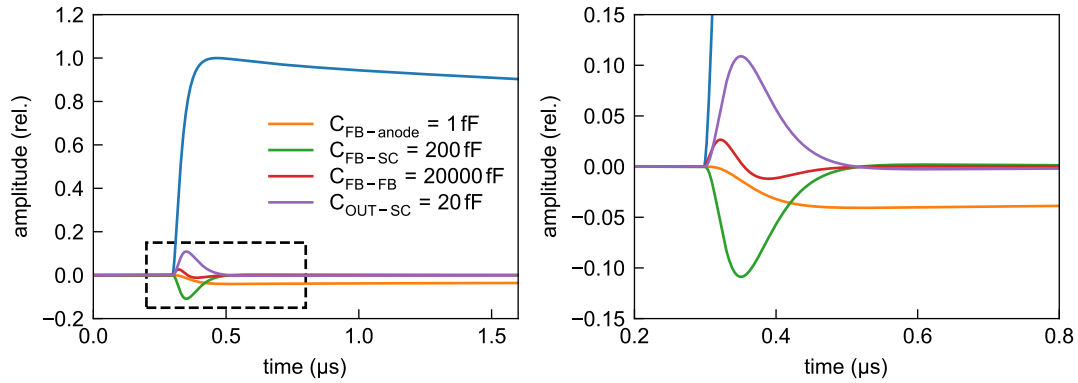 1.2
1.0
0.8
0.6
0.4
0.2
0.0
−0.2
amplitude (rel.)
C_FB−anode = 1 fF
C_FB−SC = 200 fF
C_FB−FB = 20000 fF
C_OUT−SC = 20 fF
0.0 0.5 1.0 1.5
time (μs)
0.15
0.10
0.05
0.00
−0.05
−0.10
−0.15
amplitude (rel.)
0.2 0.4 0.6 0.8
time (μs)